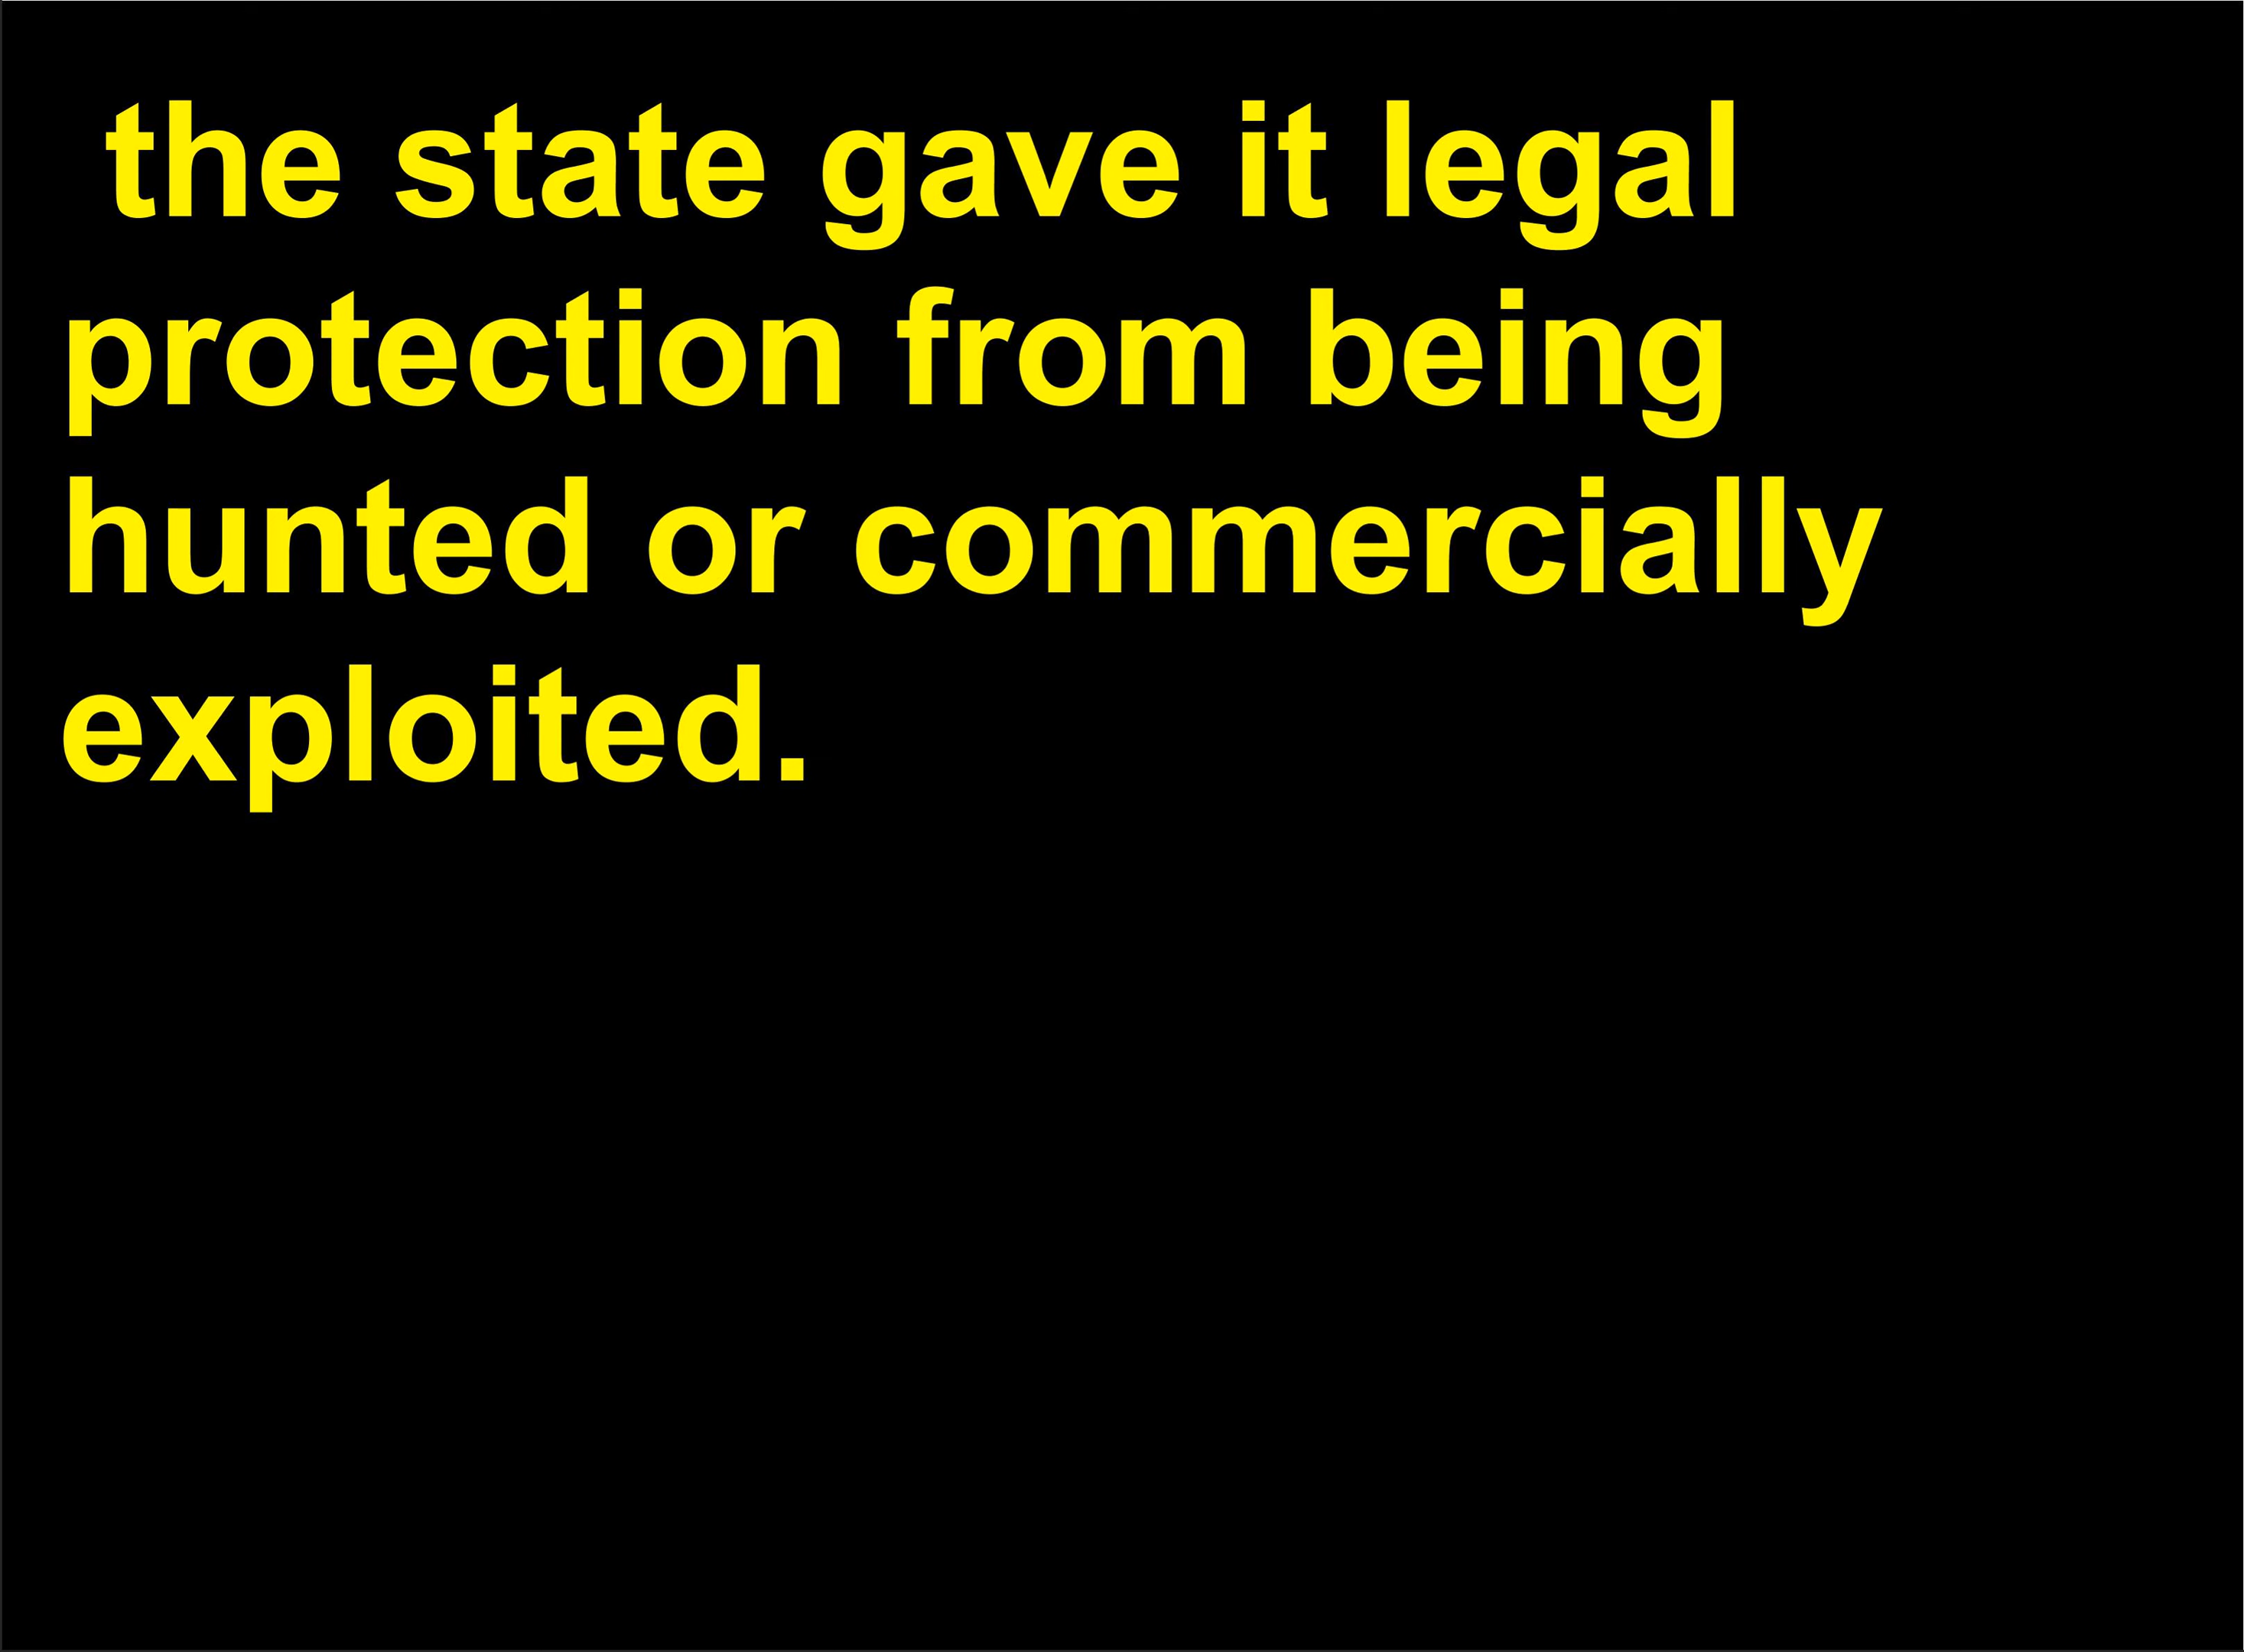 the state gave it legal
protection from being
hunted or commercially
exploited.